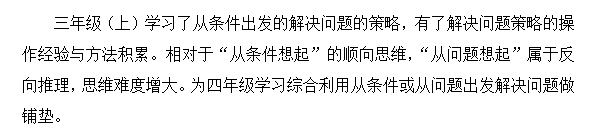 三年级（上）学习了从条件出发的解决问题的策略，有了解决问题策略的操
作经验与方法积累。相对于“从条件想起”的顺向思维，“从问题想起”属于反
向推理，思维难度增大。为四年级学习综合利用从条件或从问题出发解决问题做
铺垫。